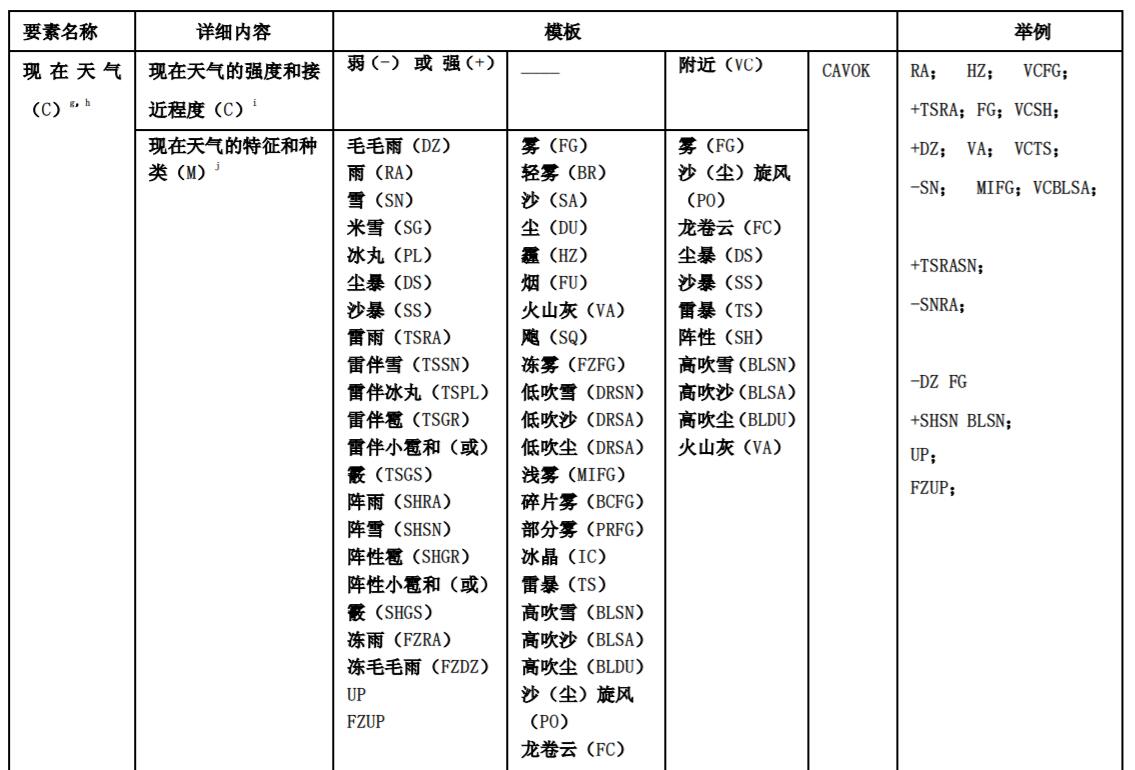 要素名称 详细内容 模板 举例
现在天气
（C）g，h
现在天气的强度和接
近程度（C）i
弱(-) 或 强(+)
____
附近（VC）
CAVOK
RA； HZ； VCFG；
+TSRA；FG；VCSH；
+DZ； VA； VCTS；
-SN； MIFG；VCBLSA；
+TSRASN；
-SNRA；
-DZ FG
+SHSN BLSN；
UP；
FZUP；
现在天气的特征和种
类（M）j
毛毛雨（DZ）
雨（RA）
雪（SN）
米雪（SG）
冰丸（PL）
尘暴（DS）
沙暴（SS）
雷雨（TSRA）
雷伴雪（TSSN）
雷伴冰丸（TSPL）
雷伴雹（TSGR）
雷伴小雹和（或）
霰（TSGS）
阵雨（SHRA）
阵雪（SHSN）
阵性雹（SHGR）
阵性小雹和（或）
霰（SHGS）
冻雨（FZRA）
冻毛毛雨（FZDZ）
UP
FZUP
雾（FG）
轻雾（BR）
沙（SA）
尘（DU）
霾（HZ）
烟（FU）
火山灰（VA）
飑（SQ）
冻雾（FZFG）
低吹雪（DRSN）
低吹沙（DRSA）
低吹尘（DRSA）
浅雾（MIFG）
碎片雾（BCFG）
部分雾（PRFG）
冰晶（IC）
雷暴（TS）
高吹雪（BLSN）
高吹沙（BLSA）
高吹尘（BLDU）
沙（尘）旋风
（PO）
龙卷云（FC）
雾（FG）
沙（尘）旋风
（PO）
龙卷云（FC）
尘暴（DS）
沙暴（SS）
雷暴（TS）
阵性（SH）
高吹雪(BLSN)
高吹沙(BLSA)
高吹尘(BLDU)
火山灰（VA）